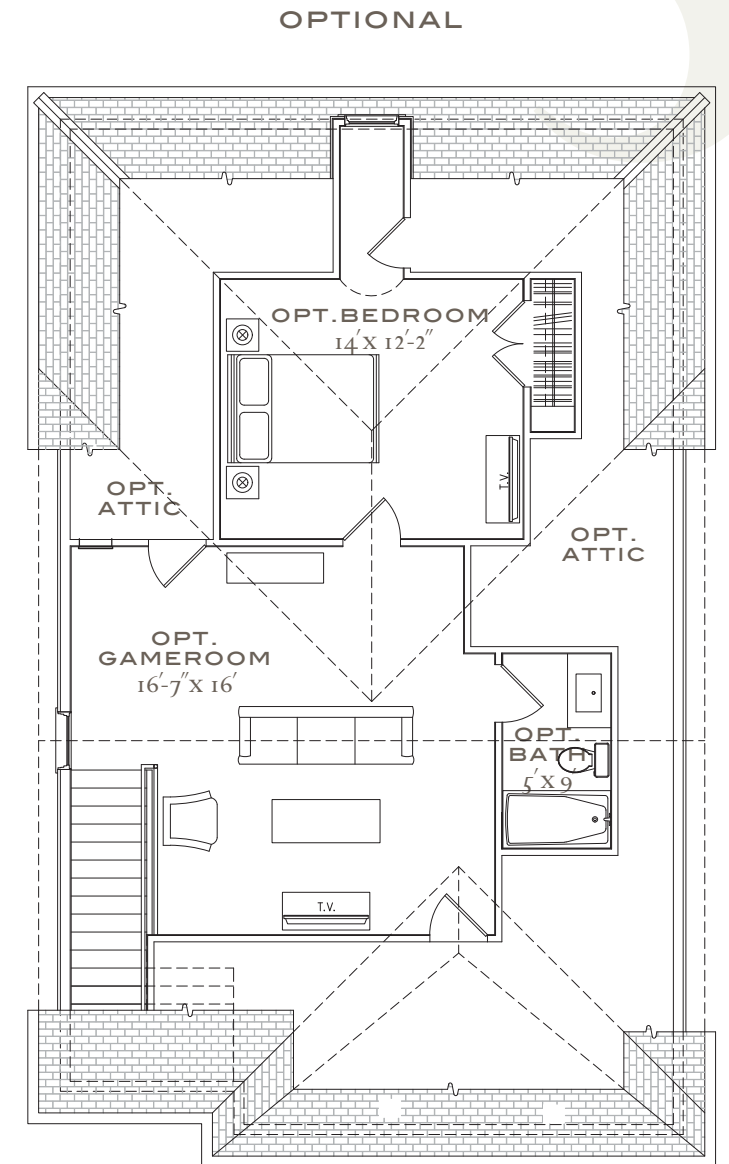 OPTIONAL
OPT.BEDROOM
14'X 12'-2"
T.V.
OPT.
ATTIC
OPT.
ATTIC
OPT.
GAMEROOM
16'-7"X 16'
OPT.
BATH
5'X 9'
T.V.